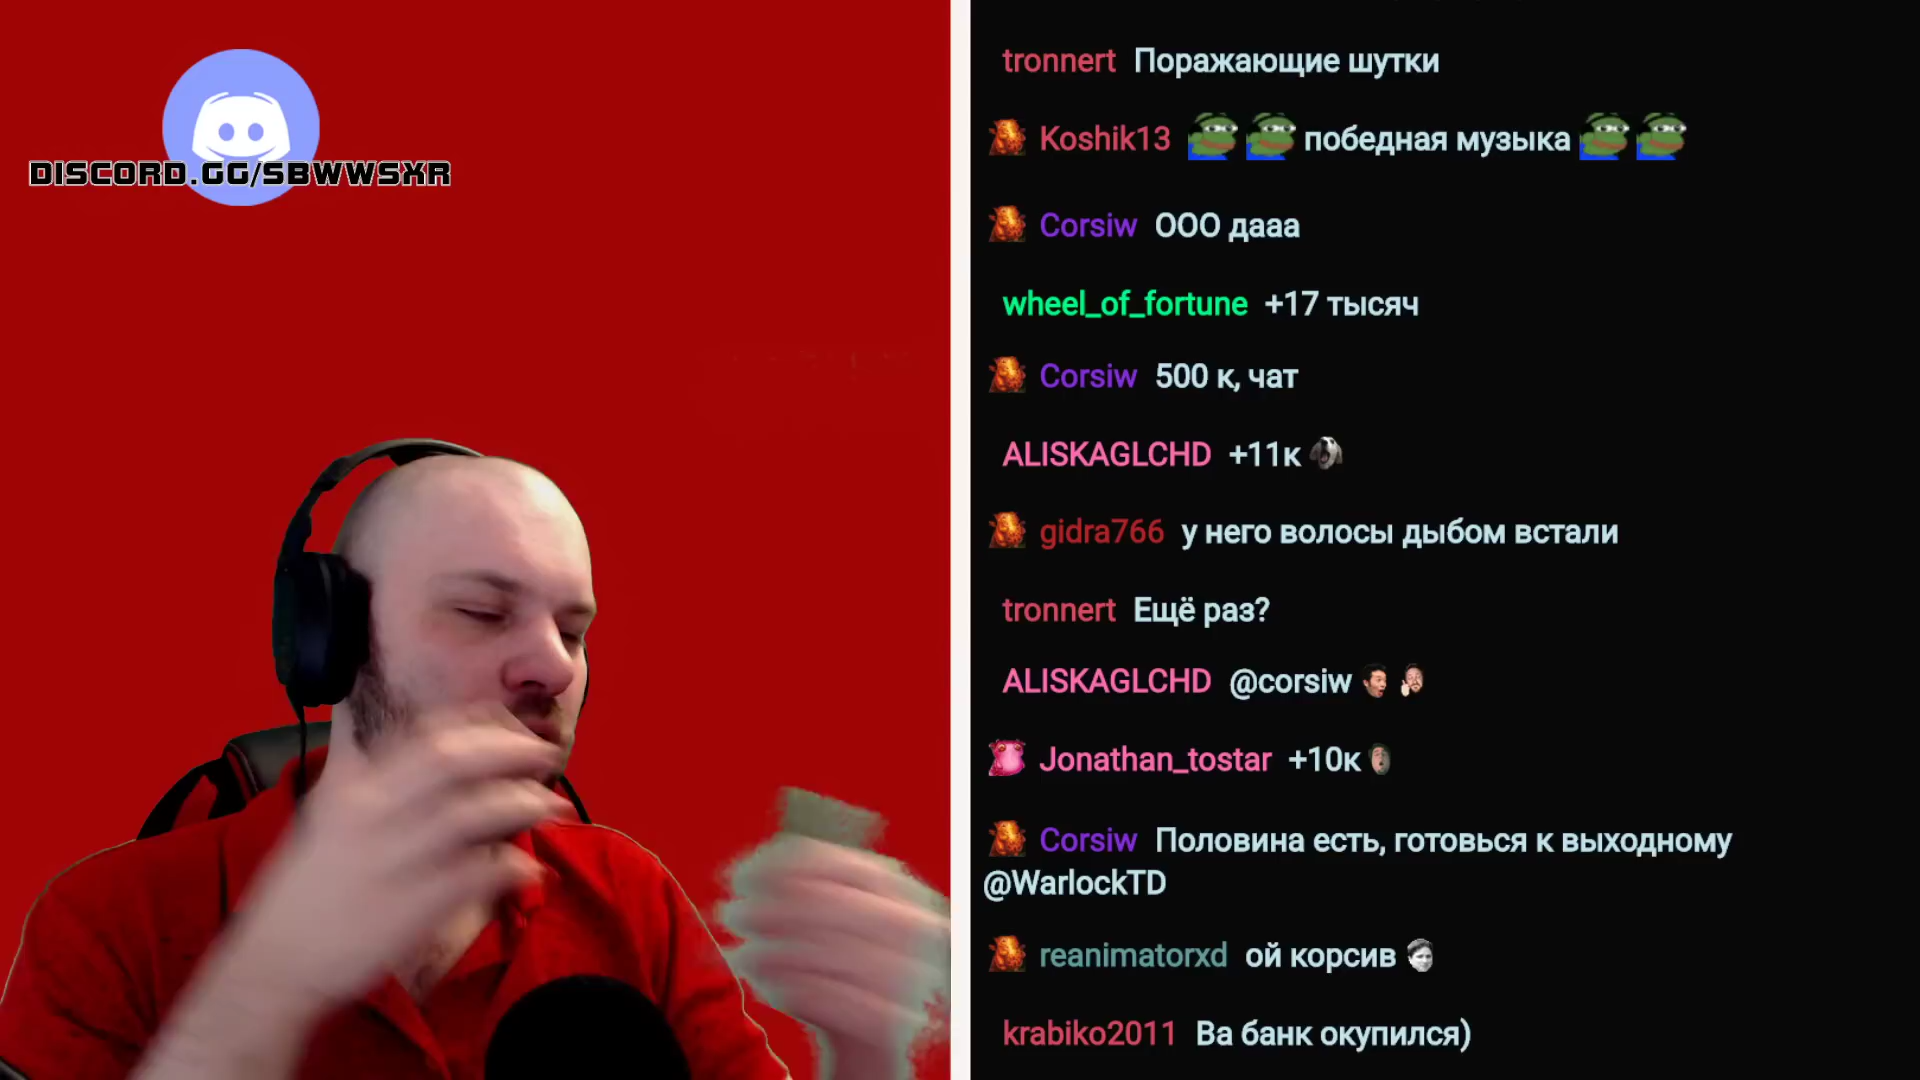 DISCORD.GG/SBWWSXR
tronnert Поражающие шутки
Koshik13 победная музыка
Corsiw ООО дааа
wheel_of_fortune +17 тысяч
Corsiw 500 к, чат
ALISKAGLCHD +11к
gidra766 у него волосы дыбом встали
tronnert Ещё раз?
ALISKAGLCHD @corsiw
Jonathan_tostar +10к
Corsiw Половина есть, готовься к выходному
@WarlockTD
reanimatorxd ой корсив
krabiko2011 Ва банк окупился)